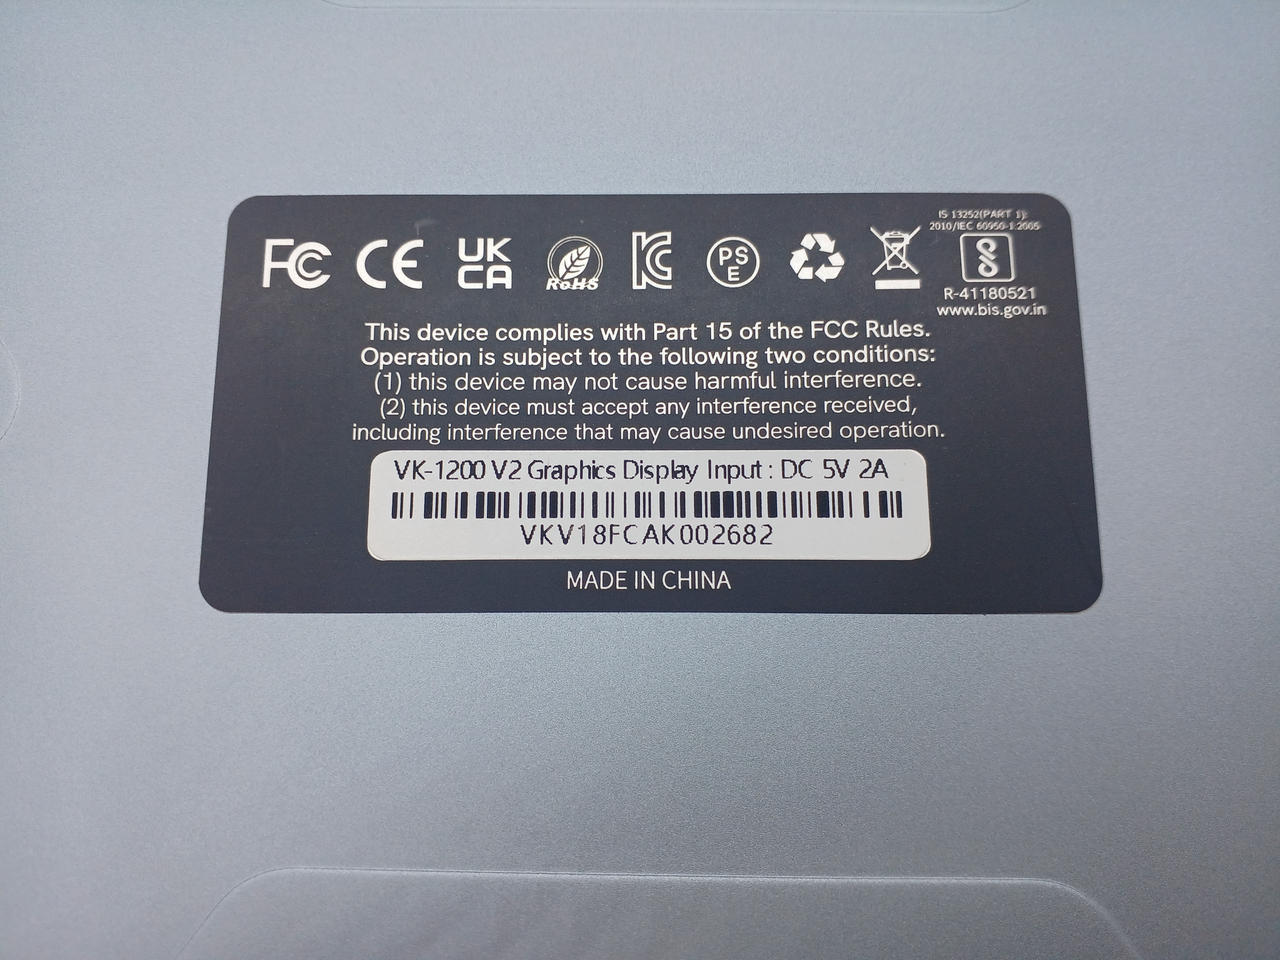 FC CE UK CA RoHS KC PS E
IS 13252(PART 1):
2010/IEC 60950-1:2005
R-41180521
www.bis.gov.in
This device complies with Part 15 of the FCC Rules.
Operation is subject to the following two conditions:
(1) this device may not cause harmful interference.
(2) this device must accept any interference received,
including interference that may cause undesired operation.
VK-1200 V2 Graphics Display Input : DC 5V 2A
VKV18FCAK002682
MADE IN CHINA